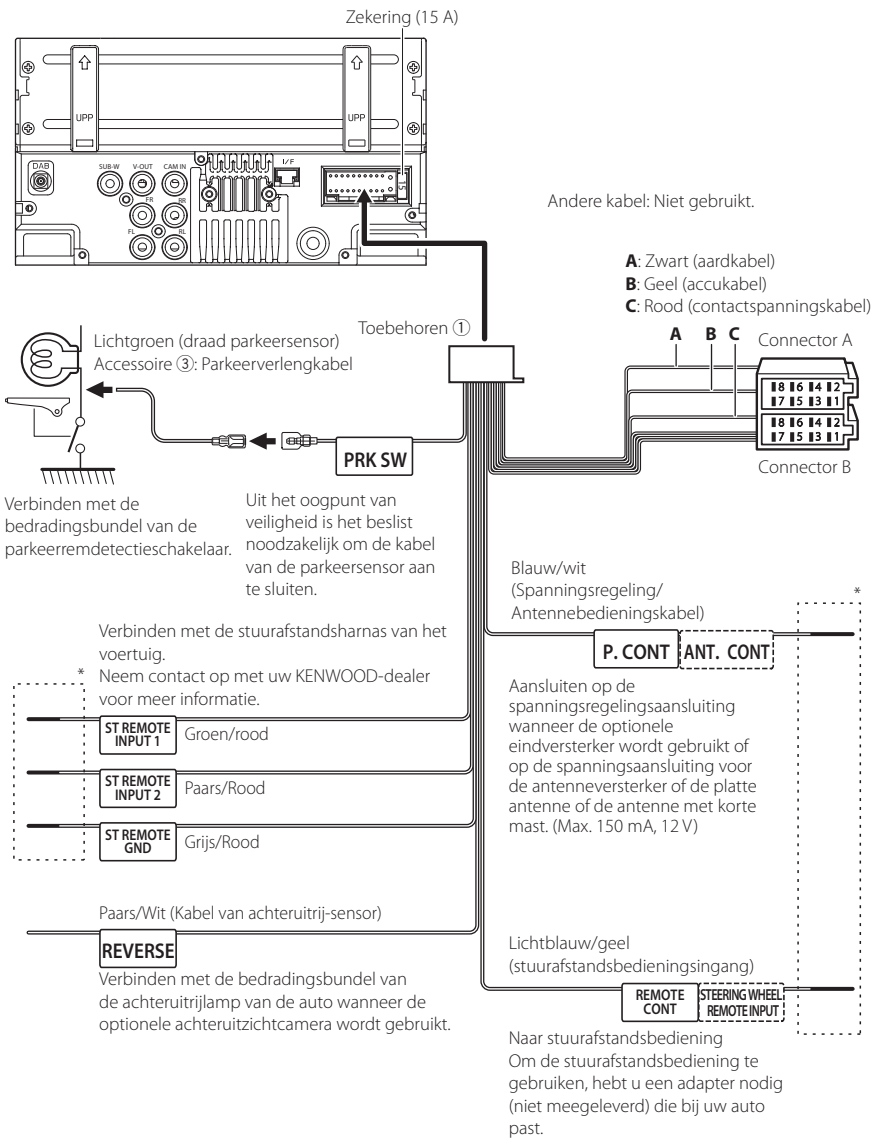 Zekering (15 A)
UPP
UPP
DAB
SUB-W
V-OUT
CAM IN
I/F
15
FR
RR
FL
RL
Andere kabel: Niet gebruikt.
A: Zwart (aardkabel)
B: Geel (accukabel)
C: Rood (contactspanningskabel)
Toebehoren ①
A B C
Connector A
8 6 4 2
7 5 3 1
8 6 4 2
7 5 3 1
Connector B
Lichtgroen (draad parkeersensor)
Accessoire ③: Parkeerverlengkabel
PRK SW
Verbinden met de
bedradingsbundel van de
parkeerremdetectieschakelaar.
Uit het oogpunt van
veiligheid is het beslist
noodzakelijk om de kabel
van de parkeersensor aan
te sluiten.
Blauw/wit
(Spanningsregeling/
Antennebedieningskabel)
*
P. CONT
ANT. CONT
Aansluiten op de
spanningsregelingsaansluiting
wanneer de optionele
eindversterker wordt gebruikt of
op de spanningsaansluiting voor
de antenneversterker of de platte
antenne of de antenne met korte
mast. (Max. 150 mA, 12 V)
Verbinden met de stuurafstandsharnas van het
voertuig.
Neem contact op met uw KENWOOD-dealer
voor meer informatie.
*
ST REMOTE
INPUT 1
Groen/rood
ST REMOTE
INPUT 2
Paars/Rood
ST REMOTE
GND
Grijs/Rood
Paars/Wit (Kabel van achteruitrij-sensor)
REVERSE
Verbinden met de bedradingsbundel van
de achteruitrijlamp van de auto wanneer de
optionele achteruitzichtcamera wordt gebruikt.
Lichtblauw/geel
(stuurafstandsbedieningsingang)
REMOTE
CONT
STEERING WHEEL
REMOTE INPUT
Naar stuurafstandsbediening
Om de stuurafstandsbediening te
gebruiken, hebt u een adapter nodig
(niet meegeleverd) die bij uw auto
past.